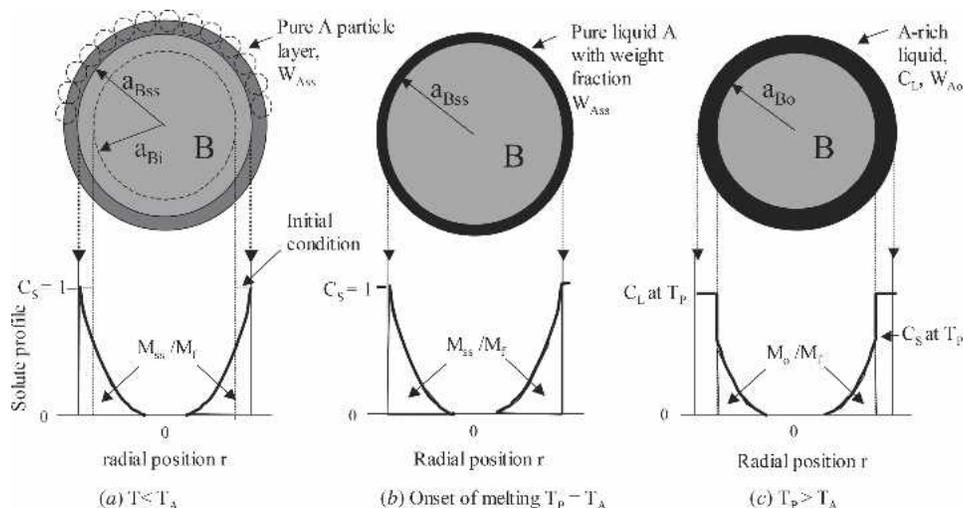 Pure A particle
layer,
W_Ass
a_Bss
B
a_Bi
Initial
condition
C_S = 1
M_ss /M_f
Solute profile
0
0
radial position r
(a) T< T_A
Pure liquid A
with weight
fraction
W_Ass
a_Bss
B
C_S = 1
M_ss /M_f
0
0
Radial position r
(b) Onset of melting T_P = T_A
A-rich
liquid,
C_L, W_Ao
a_Bo
B
C_L at T_P
C_S at T_P
M_o /M_f
0
0
Radial position r
(c) T_P > T_A